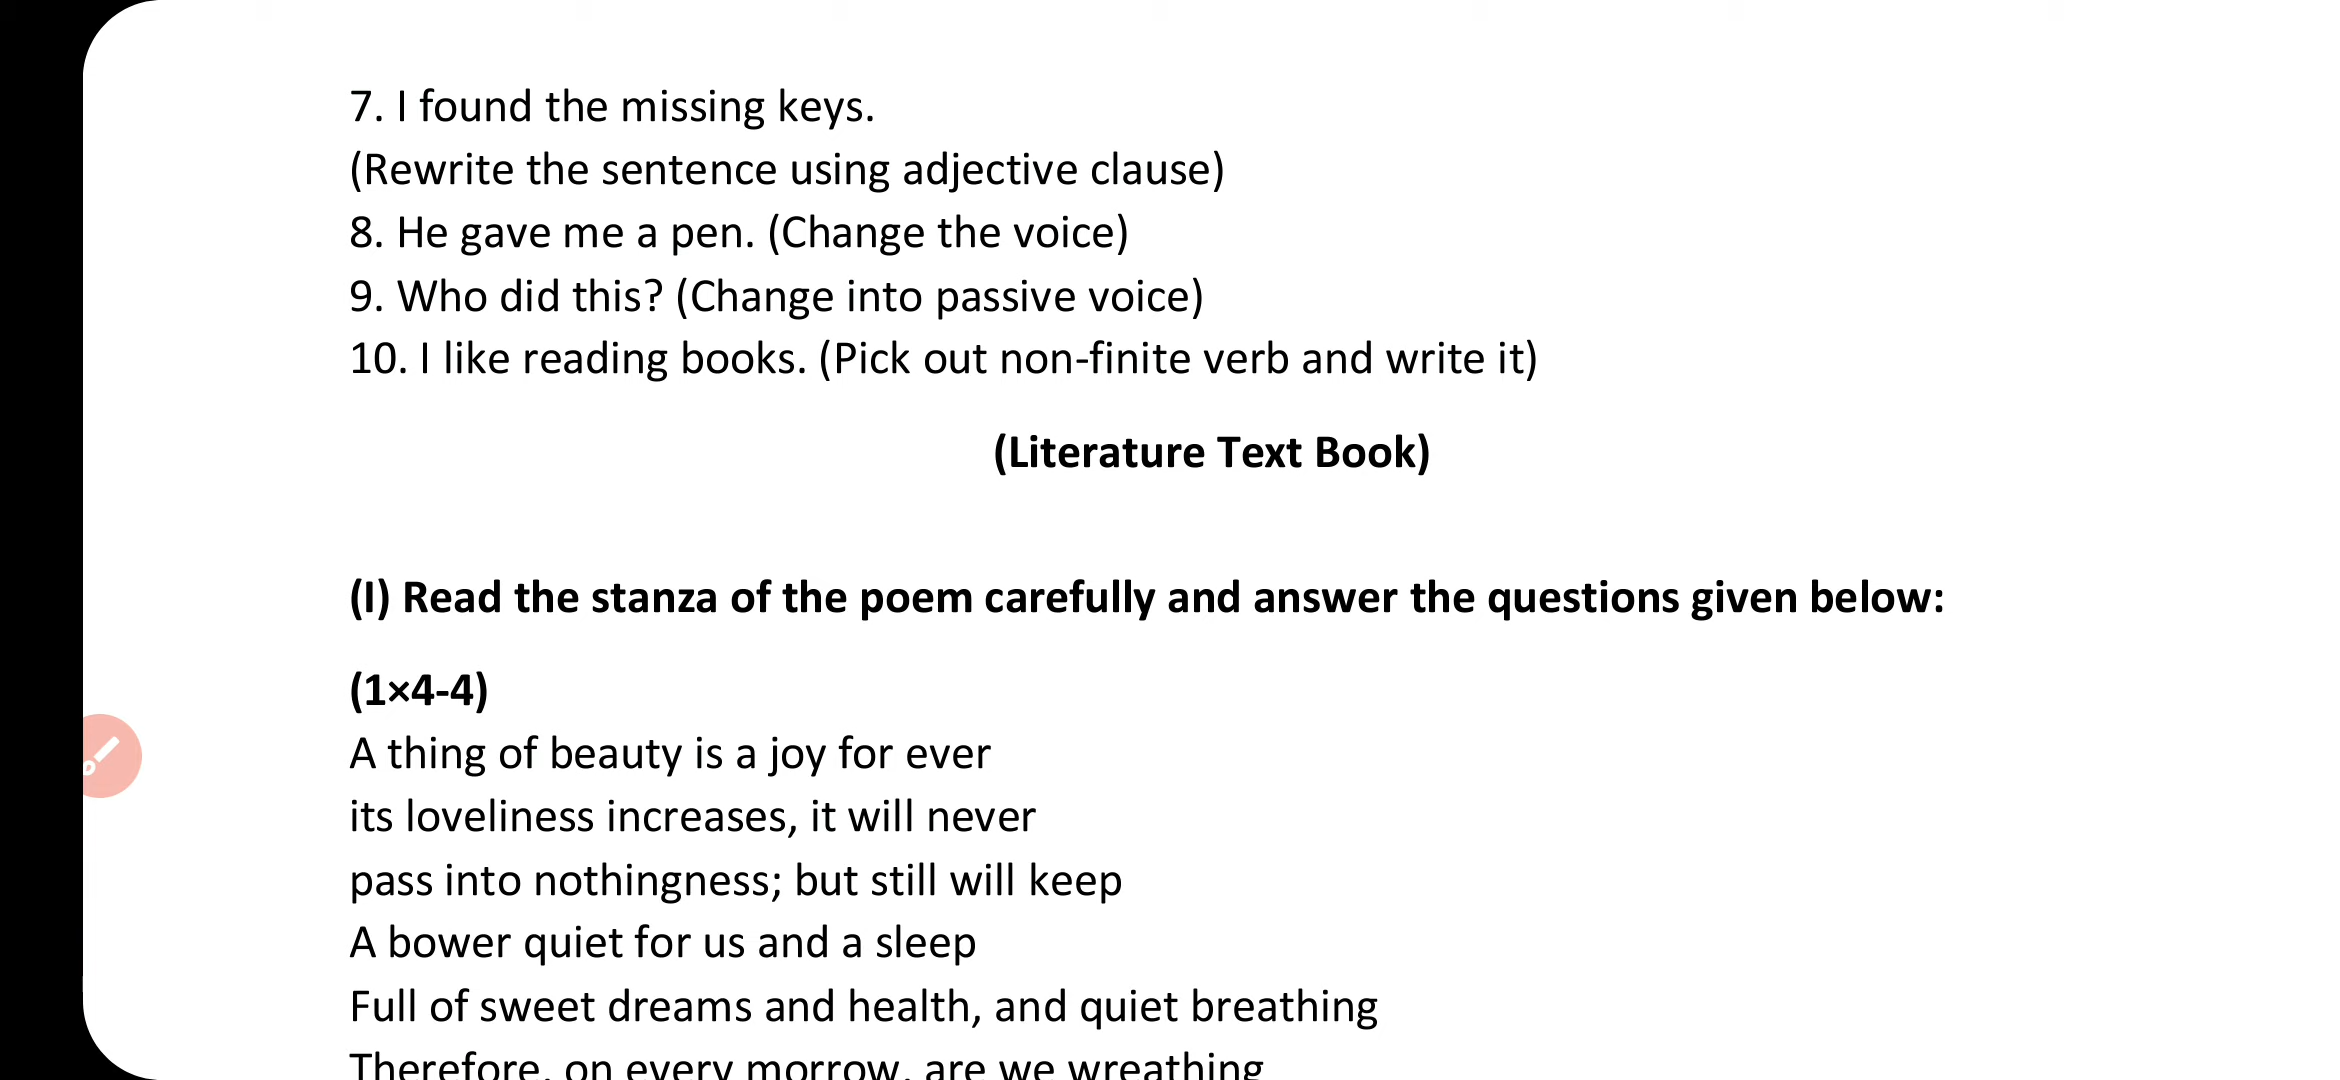 7. I found the missing keys.
(Rewrite the sentence using adjective clause)
8. He gave me a pen. (Change the voice)
9. Who did this? (Change into passive voice)
10. I like reading books. (Pick out non-finite verb and write it)
(Literature Text Book)
(I) Read the stanza of the poem carefully and answer the questions given below:
(1×4-4)
A thing of beauty is a joy for ever
its loveliness increases, it will never
pass into nothingness; but still will keep
A bower quiet for us and a sleep
Full of sweet dreams and health, and quiet breathing
Therefore, on every morrow, are we wreathing